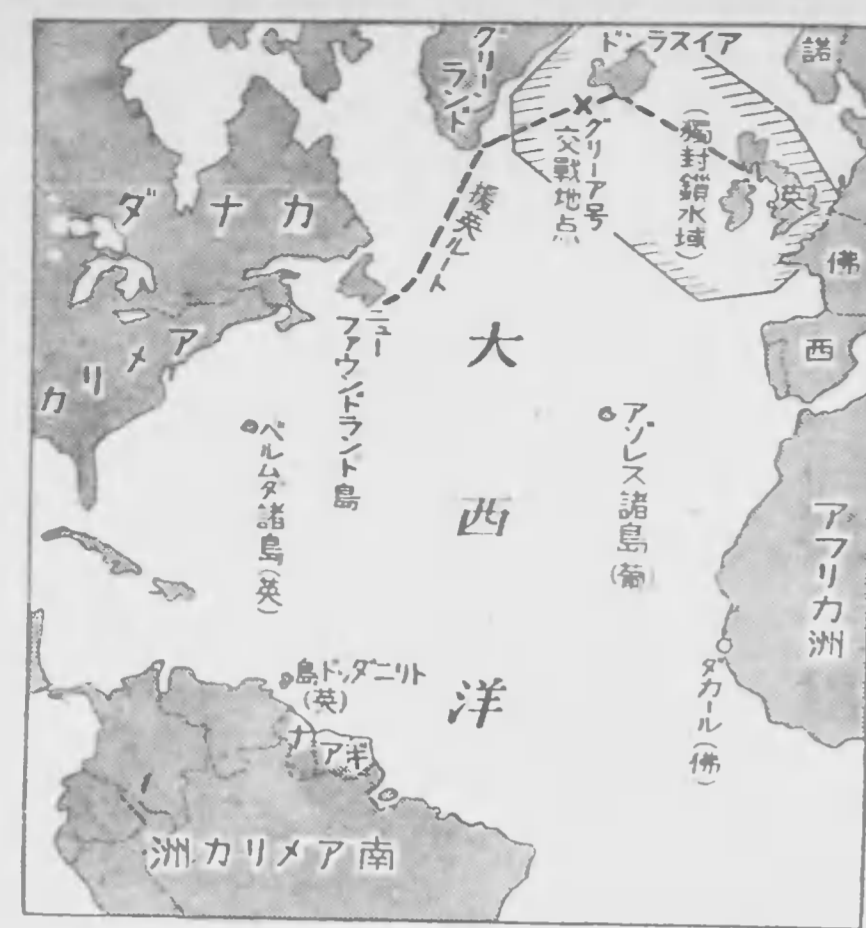 グリーンランド
アイスランド
諾
グリーア号
交戰地点
(獨封鎖水域)
英
佛
西
カナダ
援英ルート
ニュー
ファウンドランド島
アメリカ
大西洋
ベルムダ諸島(英)
アゾレス諸島(葡)
アフリカ洲
トリニダッド島
(英)
ギアナ
ダカール(佛)
南アメリカ洲